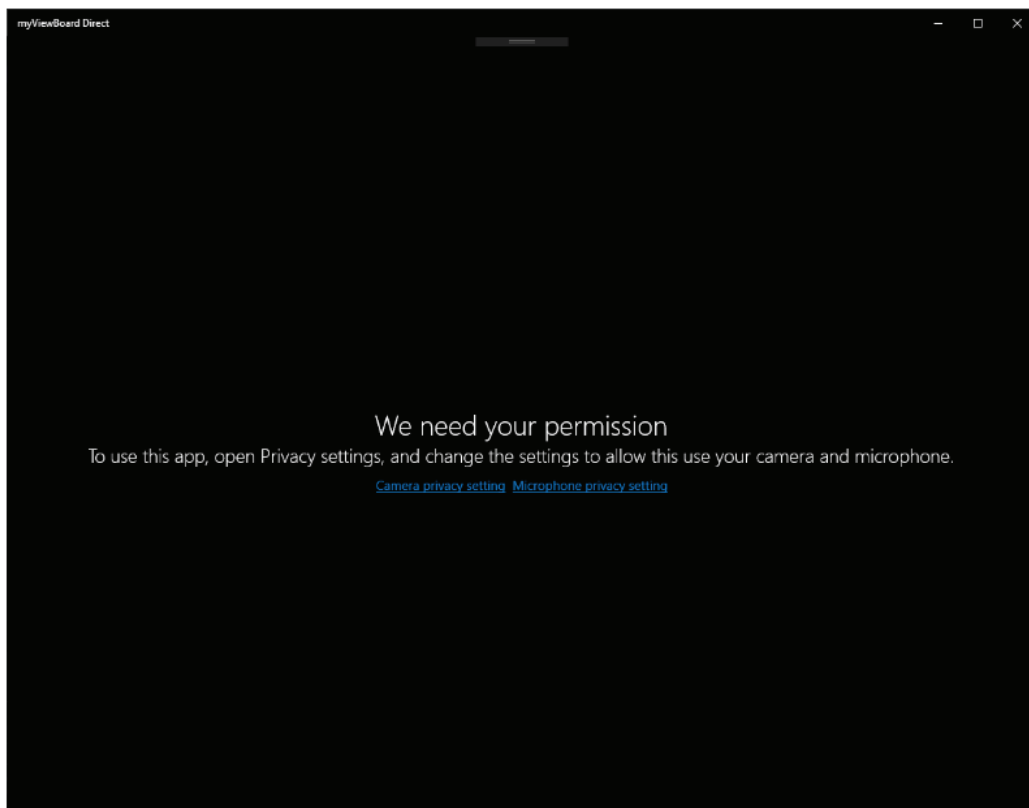 myViewBoard Direct
We need your permission
To use this app, open Privacy settings, and change the settings to allow this use your camera and microphone.
Camera privacy setting Microphone privacy setting